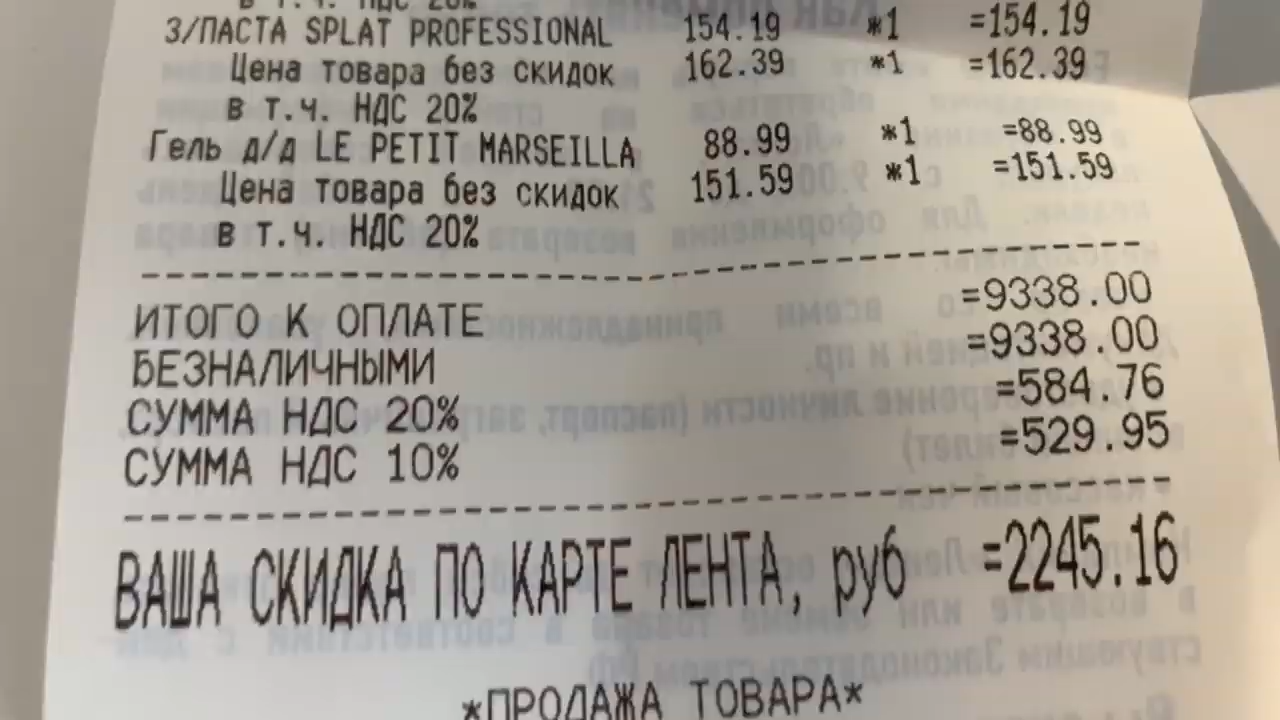 в т.ч. НДС 20%
З/ПАСТА SPLAT PROFESSIONAL 154.19 *1 =154.19
Цена товара без скидок 162.39 *1 =162.39
в т.ч. НДС 20%
Гель д/д LE PETIT MARSEILLA 88.99 *1 =88.99
Цена товара без скидок 151.59 *1 =151.59
в т.ч. НДС 20%
ИТОГО К ОПЛАТЕ =9338.00
БЕЗНАЛИЧНЫМИ =9338.00
СУММА НДС 20% =584.76
СУММА НДС 10% =529.95
ВАША СКИДКА ПО КАРТЕ ЛЕНТА, руб =2245.16
*ПРОДАЖА ТОВАРА*